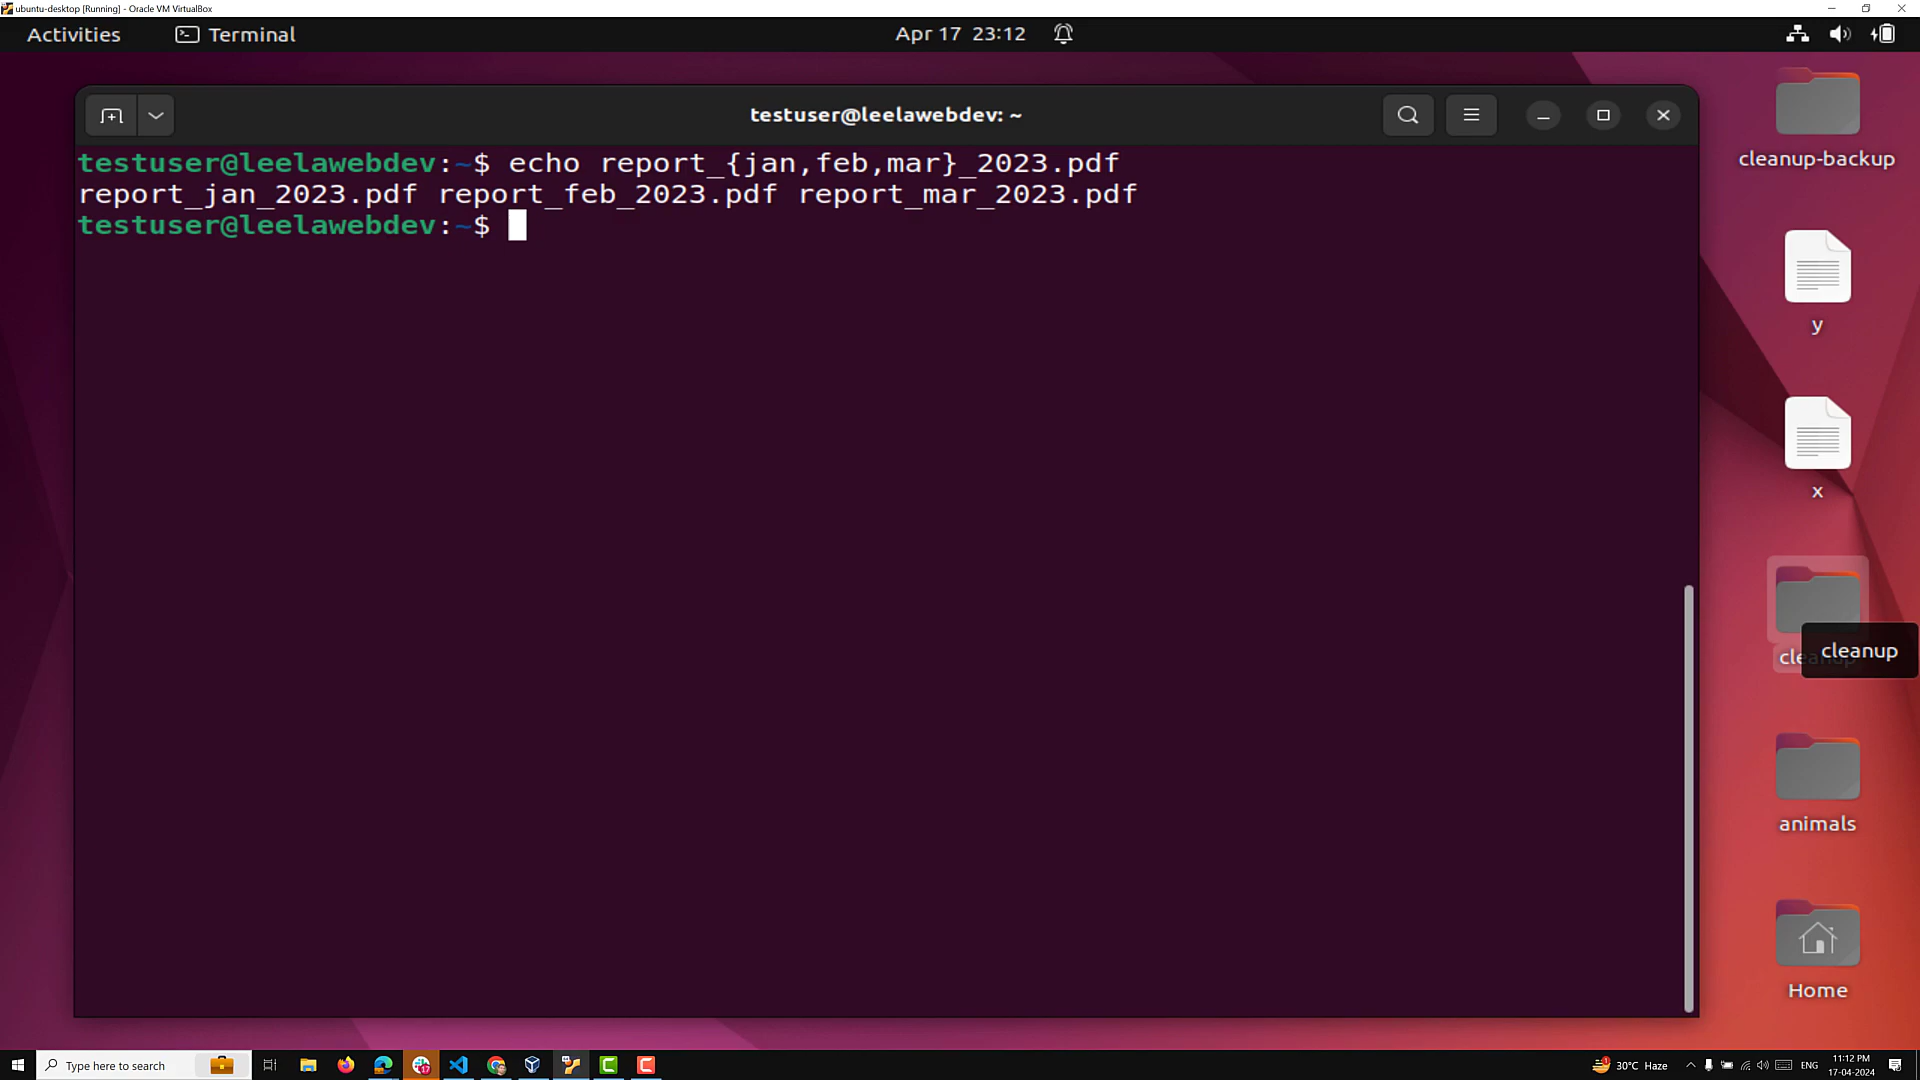 ubuntu-desktop [Running] - Oracle VM VirtualBox
Activities
Terminal
Apr 17 23:12
testuser@leelawebdev: ~
testuser@leelawebdev:~$ echo report_{jan,feb,mar}_2023.pdf
report_jan_2023.pdf report_feb_2023.pdf report_mar_2023.pdf
testuser@leelawebdev:~$
cleanup-backup
y
x
cleanup
animals
Home
Type here to search
17
30°C Haze
ENG
11:12 PM
17-04-2024